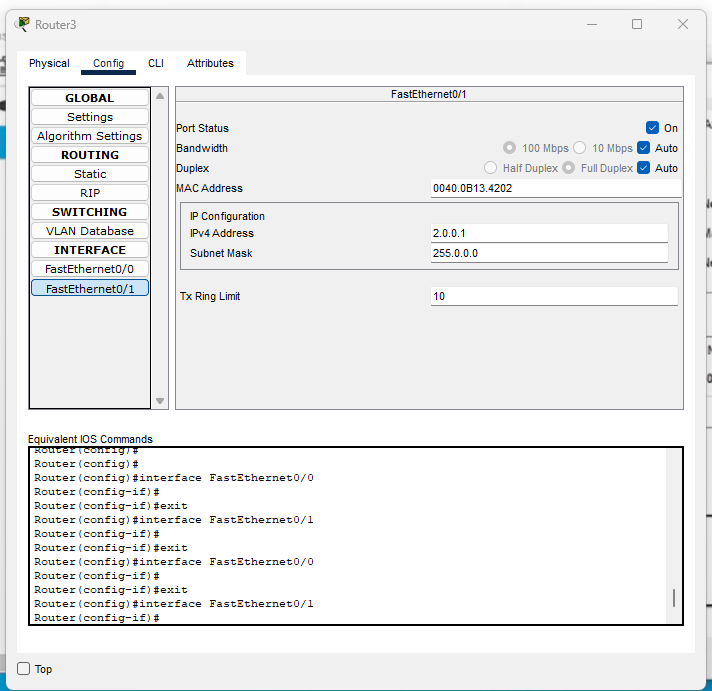 Router3
Physical Config CLI Attributes
GLOBAL
Settings
Algorithm Settings
ROUTING
Static
RIP
SWITCHING
VLAN Database
INTERFACE
FastEthernet0/0
FastEthernet0/1
FastEthernet0/1
Port Status On
Bandwidth 100 Mbps 10 Mbps Auto
Duplex Half Duplex Full Duplex Auto
MAC Address 0040.0B13.4202
IP Configuration
IPv4 Address 2.0.0.1
Subnet Mask 255.0.0.0
Tx Ring Limit 10
Equivalent IOS Commands
Router(config)#
Router(config)#
Router(config)#interface FastEthernet0/0
Router(config-if)#
Router(config-if)#exit
Router(config)#interface FastEthernet0/1
Router(config-if)#
Router(config-if)#exit
Router(config)#interface FastEthernet0/0
Router(config-if)#
Router(config-if)#exit
Router(config)#interface FastEthernet0/1
Router(config-if)#
Top